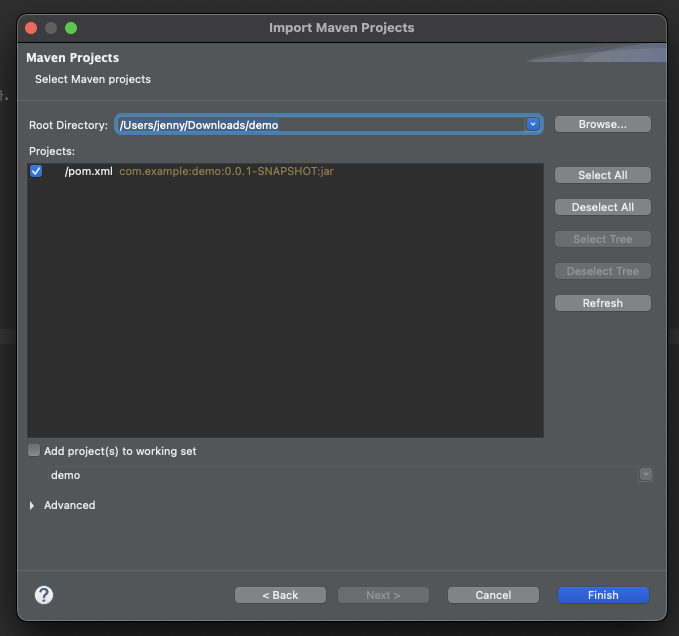 Import Maven Projects
Maven Projects
Select Maven projects
Root Directory: /Users/jenny/Downloads/demo Browse...
Projects:
/pom.xml com.example:demo:0.0.1-SNAPSHOT:jar
Select All
Deselect All
Select Tree
Deselect Tree
Refresh
Add project(s) to working set
demo
Advanced
? < Back Next > Cancel Finish